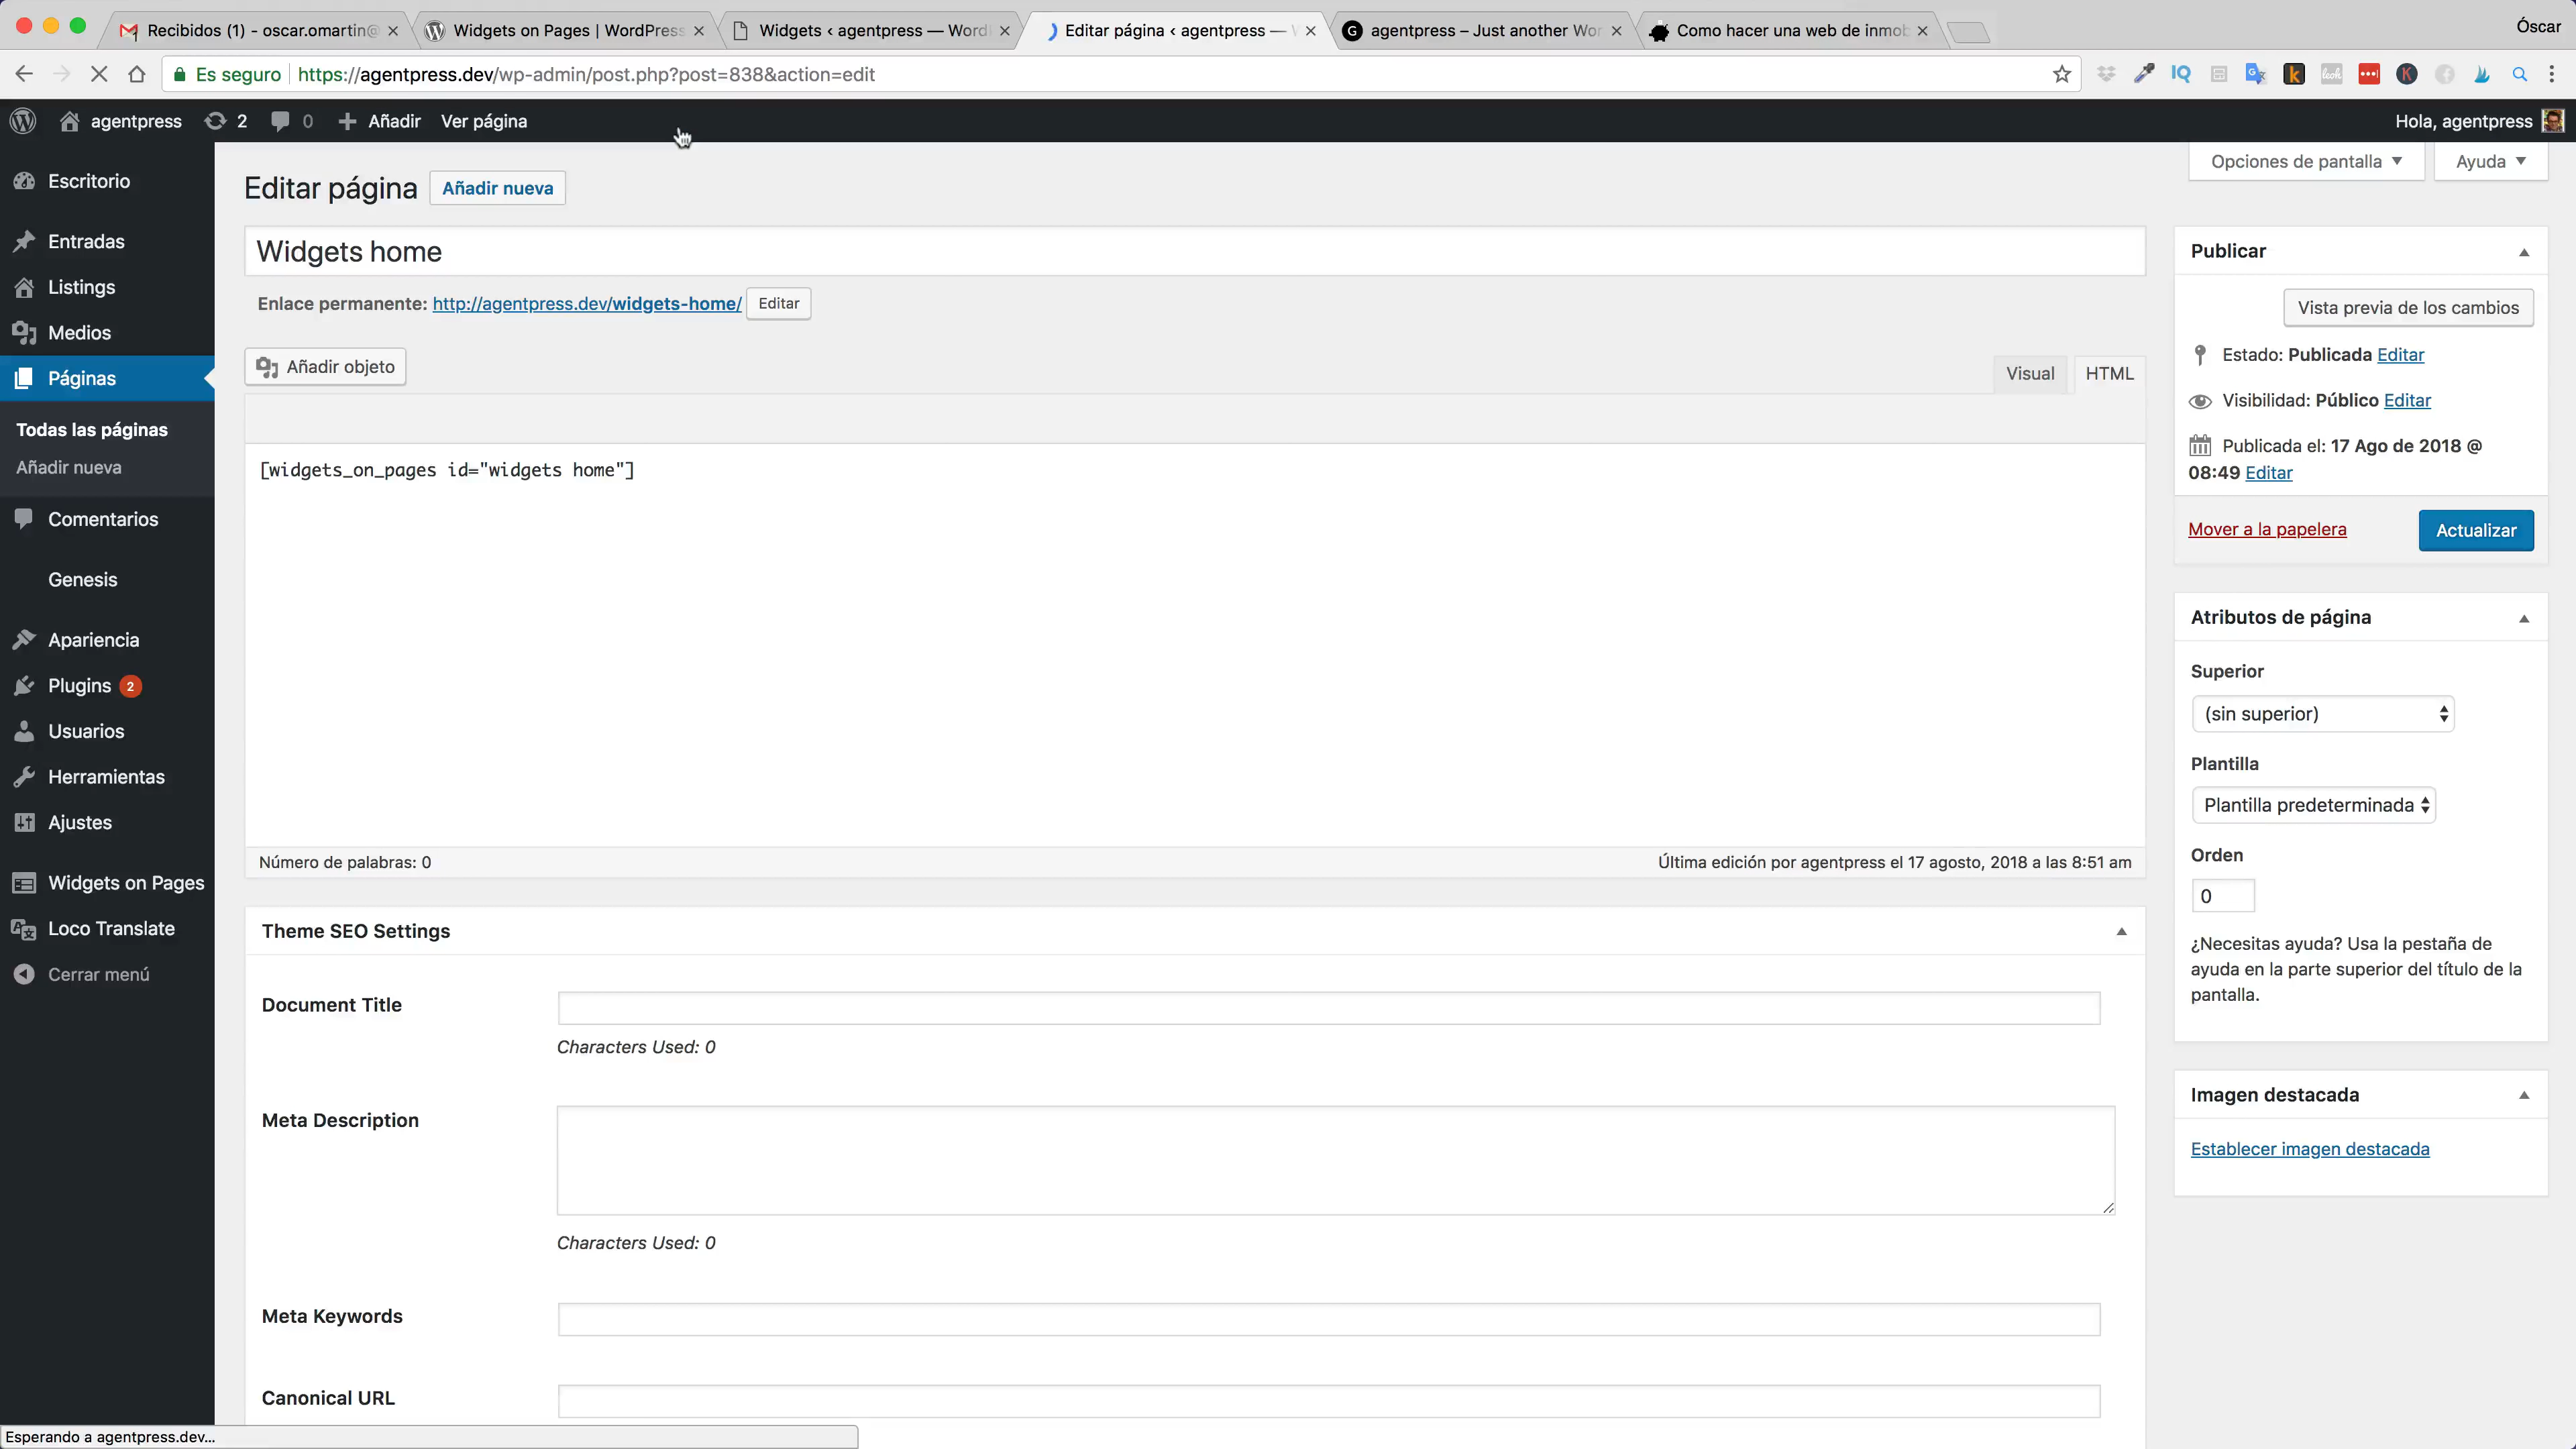 Recibidos (1) - oscar.omartin@
Widgets on Pages | WordPress
Widgets ‹ agentpress — Word
Editar página ‹ agentpress —
agentpress – Just another Wor
Como hacer una web de inmob
Óscar
Es seguro
https://agentpress.dev/wp-admin/post.php?post=838&action=edit
agentpress
2
0
Añadir
Ver página
Hola, agentpress
Opciones de pantalla
Ayuda
Escritorio
Entradas
Listings
Medios
Páginas
Todas las páginas
Añadir nueva
Comentarios
Genesis
Apariencia
Plugins 2
Usuarios
Herramientas
Ajustes
Widgets on Pages
Loco Translate
Cerrar menú
Editar página
Añadir nueva
Widgets home
Enlace permanente: http://agentpress.dev/widgets-home/ Editar
Añadir objeto
Visual
HTML
[widgets_on_pages id="widgets home"]
Número de palabras: 0
Última edición por agentpress el 17 agosto, 2018 a las 8:51 am
Theme SEO Settings
Document Title
Characters Used: 0
Meta Description
Characters Used: 0
Meta Keywords
Canonical URL
Publicar
Vista previa de los cambios
Estado: Publicada Editar
Visibilidad: Público Editar
Publicada el: 17 Ago de 2018 @
08:49 Editar
Mover a la papelera
Actualizar
Atributos de página
Superior
(sin superior)
Plantilla
Plantilla predeterminada
Orden
0
¿Necesitas ayuda? Usa la pestaña de
ayuda en la parte superior del título de la
pantalla.
Imagen destacada
Establecer imagen destacada
Esperando a agentpress.dev...